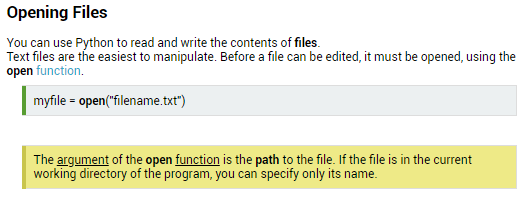 Opening Files
You can use Python to read and write the contents of files.
Text files are the easiest to manipulate. Before a file can be edited, it must be opened, using the
open function.
myfile = open("filename.txt")
The argument of the open function is the path to the file. If the file is in the current
working directory of the program, you can specify only its name.